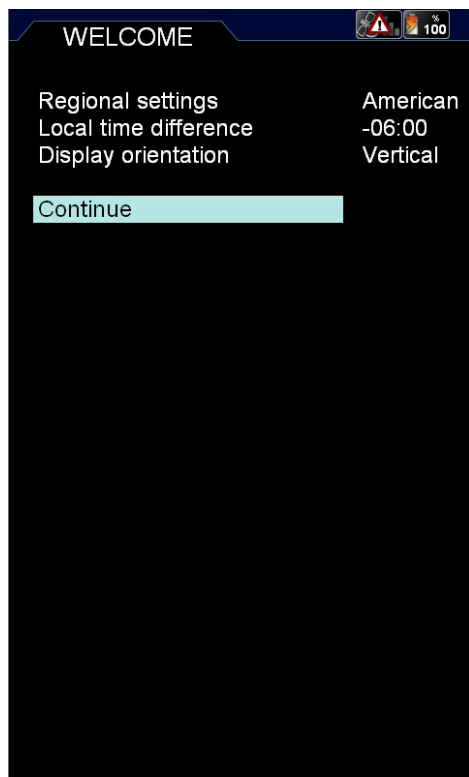 WELCOME
% 100
Regional settings American
Local time difference -06:00
Display orientation Vertical
Continue